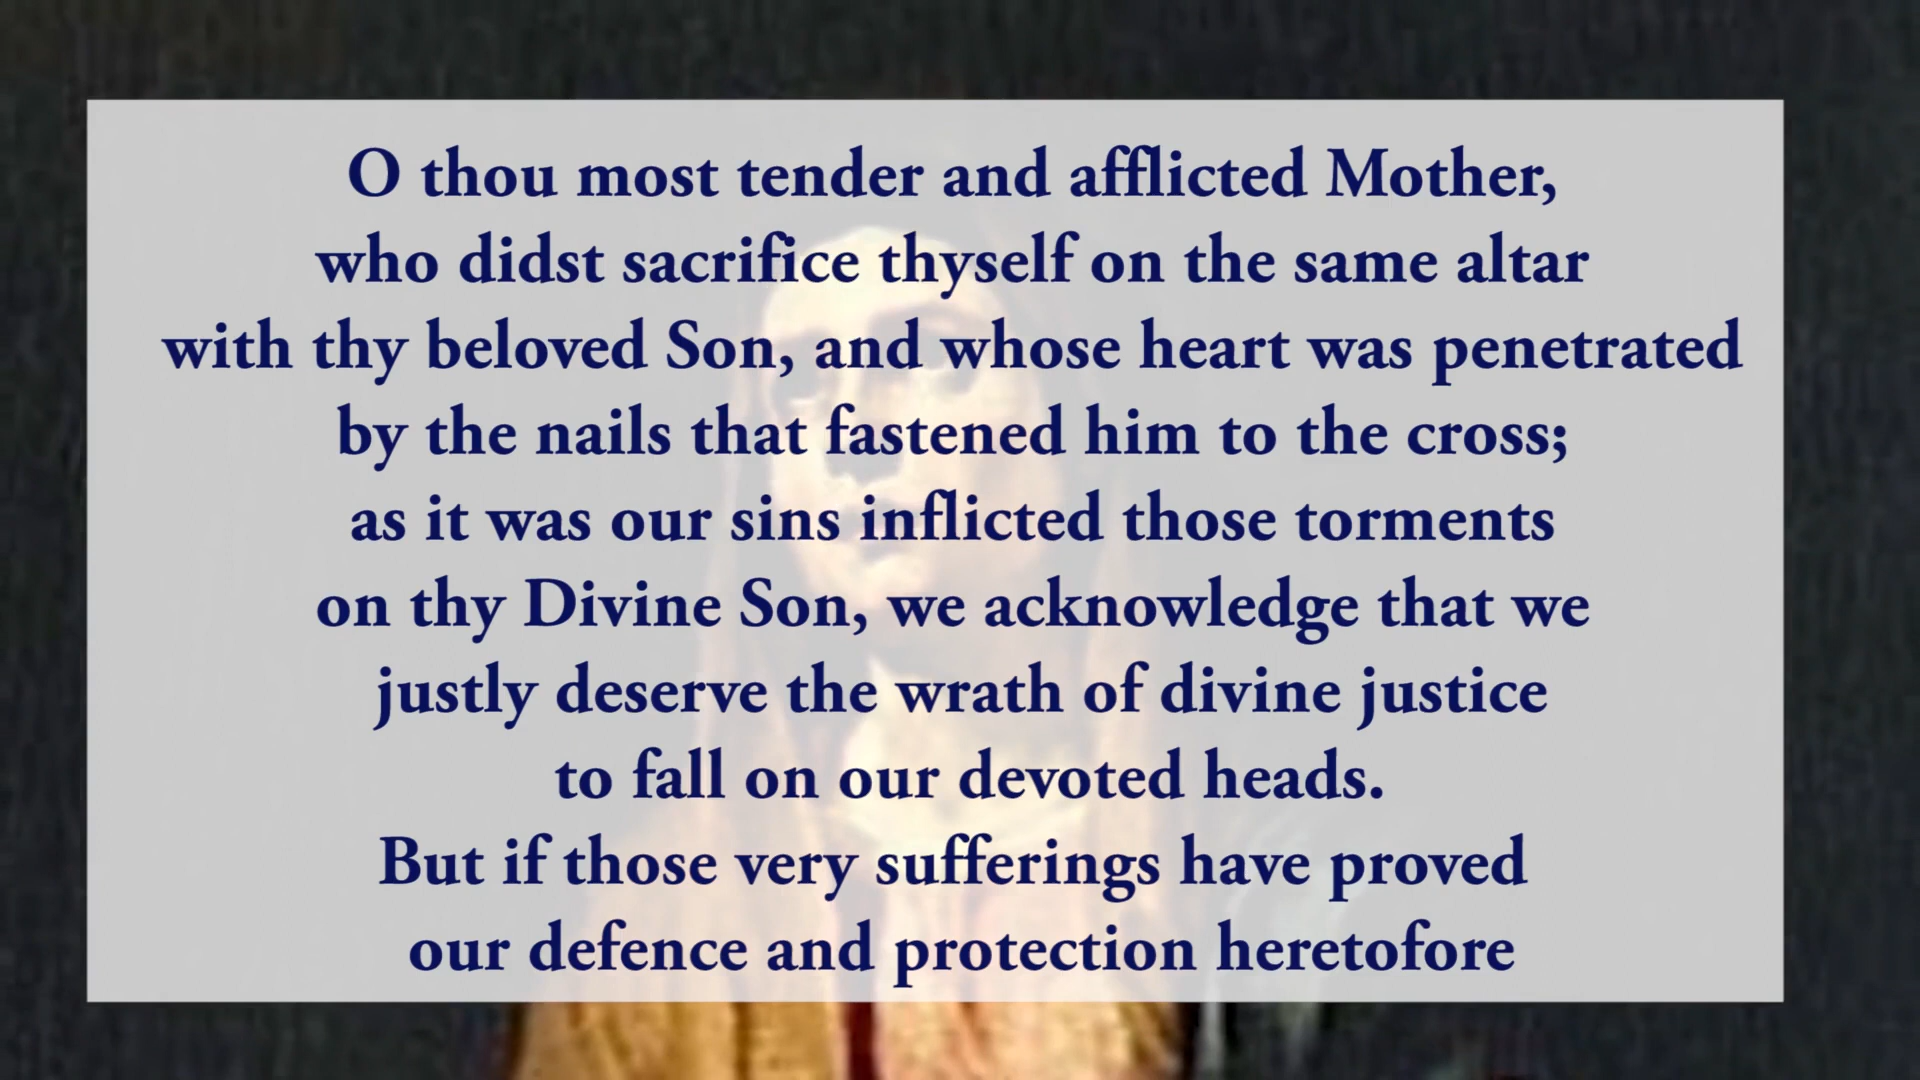 O thou most tender and afflicted Mother,
who didst sacrifice thyself on the same altar
with thy beloved Son, and whose heart was penetrated
by the nails that fastened him to the cross;
as it was our sins inflicted those torments
on thy Divine Son, we acknowledge that we
justly deserve the wrath of divine justice
to fall on our devoted heads.
But if those very sufferings have proved
our defence and protection heretofore